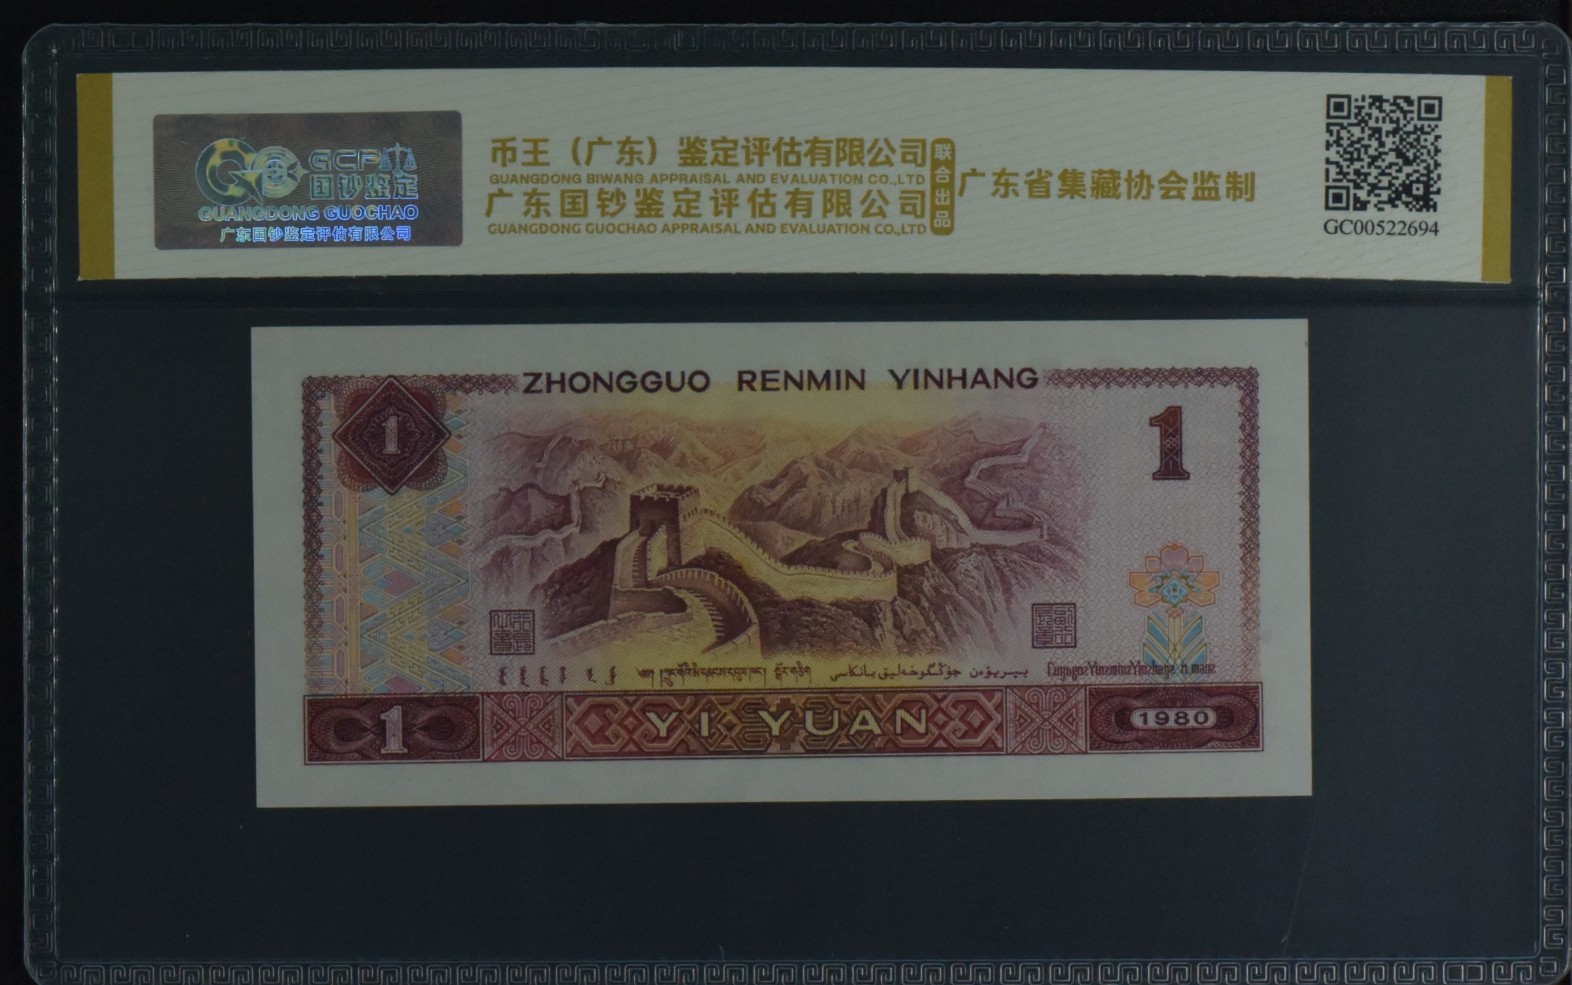 GCP
国钞鉴定
GUANGDONG GUOCHAO
广东国钞鉴定评估有限公司
币王（广东）鉴定评估有限公司
GUANGDONG BIWANG APPRAISAL AND EVALUATION CO.,LTD
广东国钞鉴定评估有限公司
GUANGDONG GUOCHAO APPRAISAL AND EVALUATION CO.,LTD
联合出品
广东省集藏协会监制
GC00522694
ZHONGGUO RENMIN YINHANG
1
1
1
YI YUAN
1980